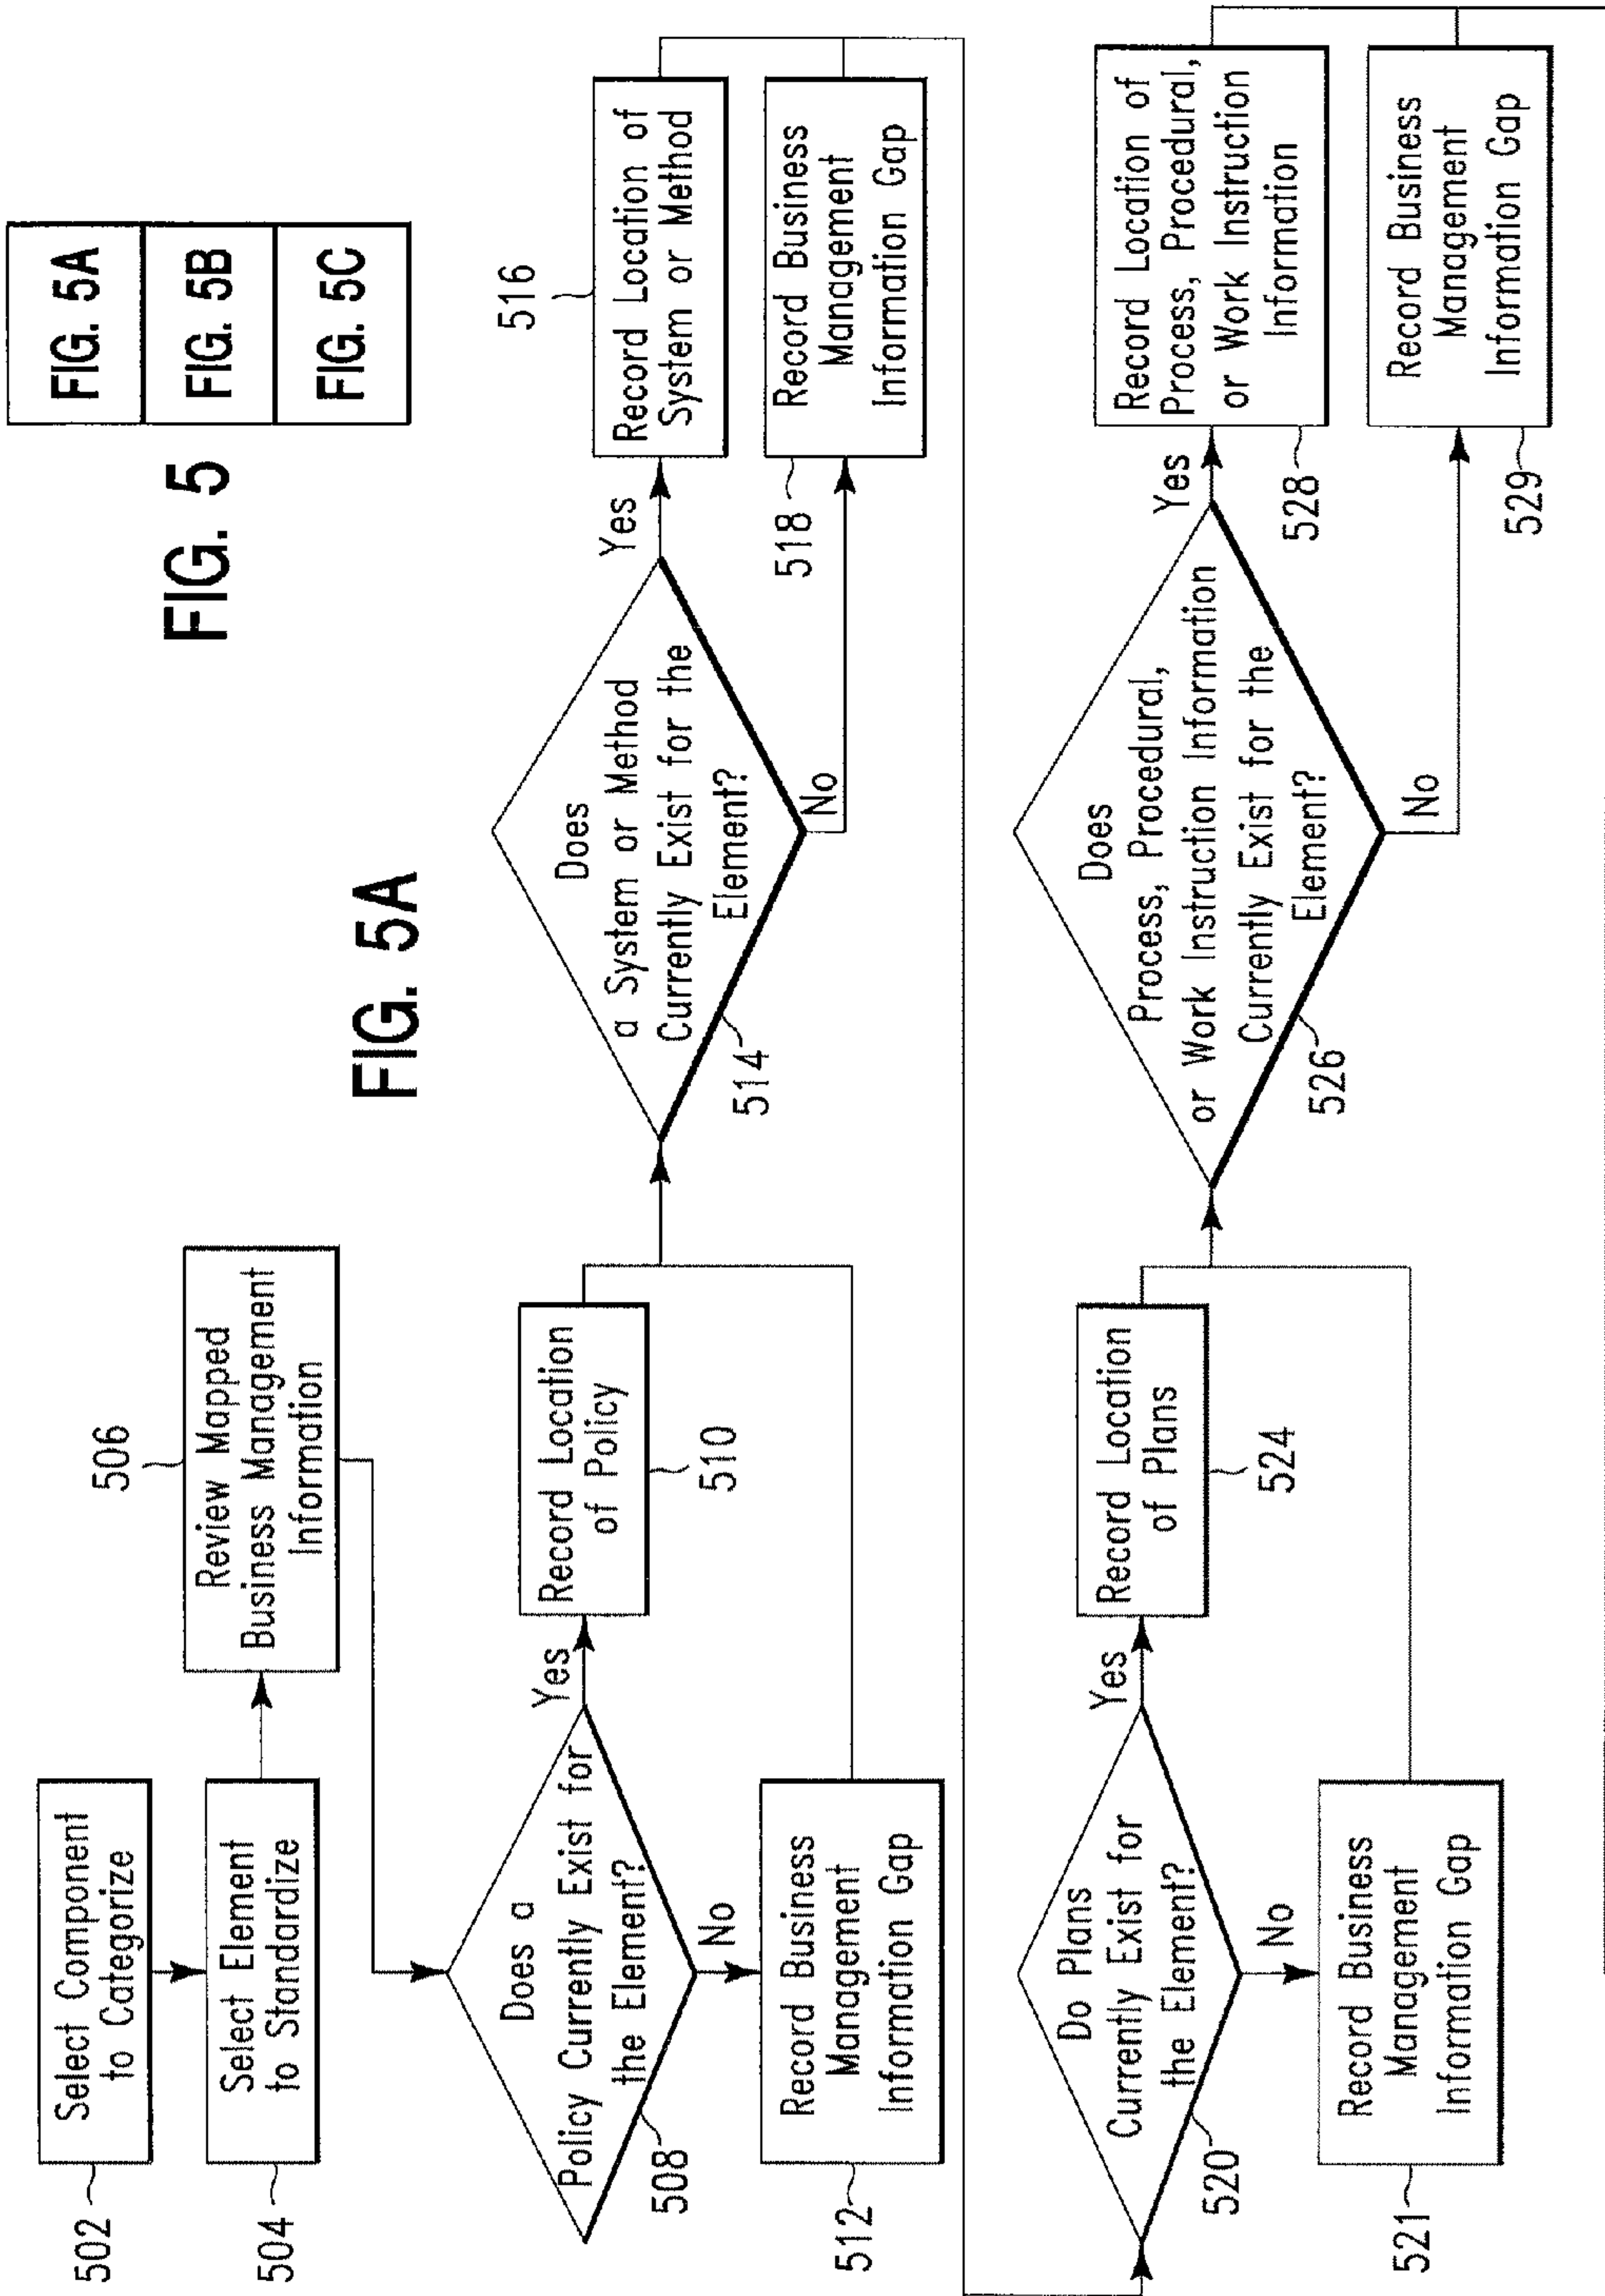 FIG. 5
FIG. 5A
FIG. 5B
FIG. 5C
FIG. 5A
502
Select Component
to Categorize
504
Select Element
to Standardize
506
Review Mapped
Business Management
Information
508
Does a
Policy Currently Exist for
the Element?
Yes
No
Record Location
of Policy
510
512
Record Business
Management
Information Gap
514
Does
a System or Method
Currently Exist for the
Element?
Yes
No
516
Record Location of
System or Method
518
Record Business
Management
Information Gap
520
Do Plans
Currently Exist for
the Element?
Yes
No
Record Location
of Plans
524
521
Record Business
Management
Information Gap
526
Does
Process, Procedural,
or Work Instruction Information
Currently Exist for the
Element?
Yes
No
Record Location of
Process, Procedural,
or Work Instruction
Information
528
Record Business
Management
Information Gap
529